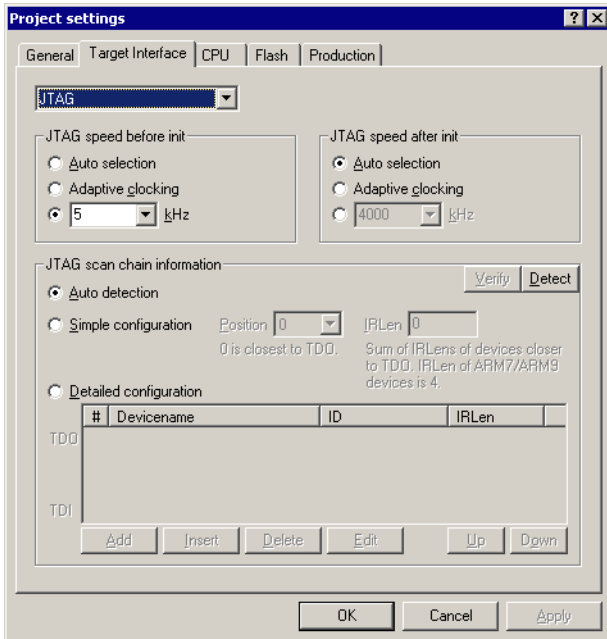 Project settings
General Target Interface CPU Flash Production
JTAG
JTAG speed before init
Auto selection
Adaptive clocking
5 kHz
JTAG speed after init
Auto selection
Adaptive clocking
4000 kHz
JTAG scan chain information
Verify Detect
Auto detection
Simple configuration Position 0 IRLen 0
0 is closest to TDO.
Sum of IRLens of devices closer
to TDO. IRLen of ARM7/ARM9
devices is 4.
Detailed configuration
# Devicename ID IRLen
TDO
TDI
Add Insert Delete Edit Up Down
OK Cancel Apply